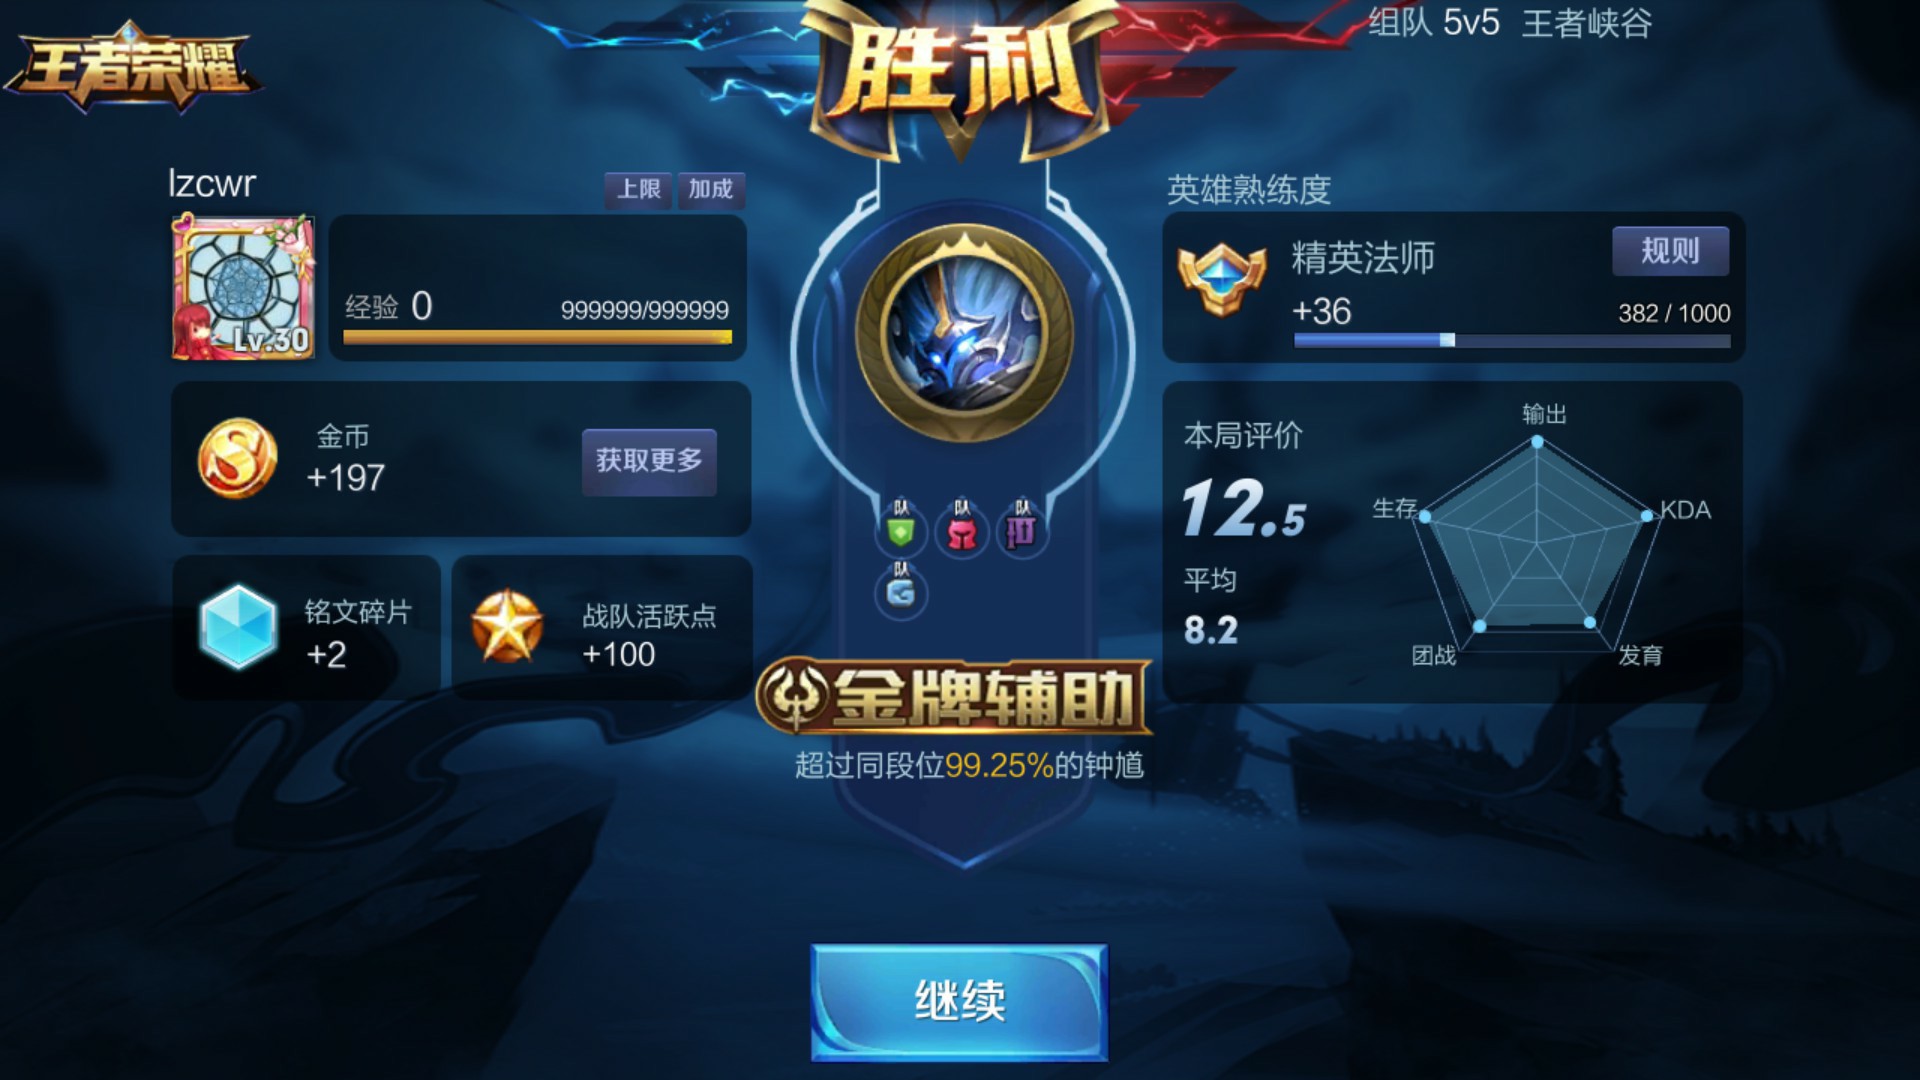 王者荣耀
胜利
组队 5v5 王者峡谷
lzcwr
上限 加成
Lv.30
经验 0
999999/999999
金币
+197
获取更多
铭文碎片
+2
战队活跃点
+100
队 队 队
队
金牌辅助
超过同段位99.25%的钟馗
英雄熟练度
精英法师
规则
+36
382 / 1000
本局评价
12.5
平均
8.2
输出
生存
KDA
团战
发育
继续